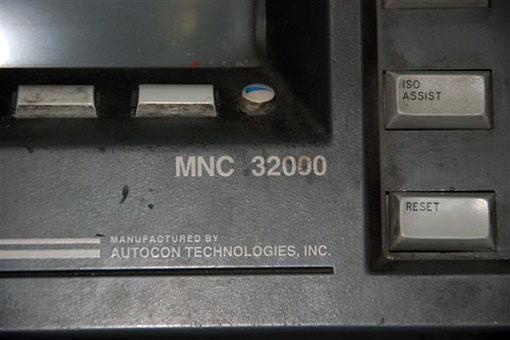 ISO
ASSIST
MNC 32000
RESET
MANUFACTURED BY
AUTOCON TECHNOLOGIES, INC.